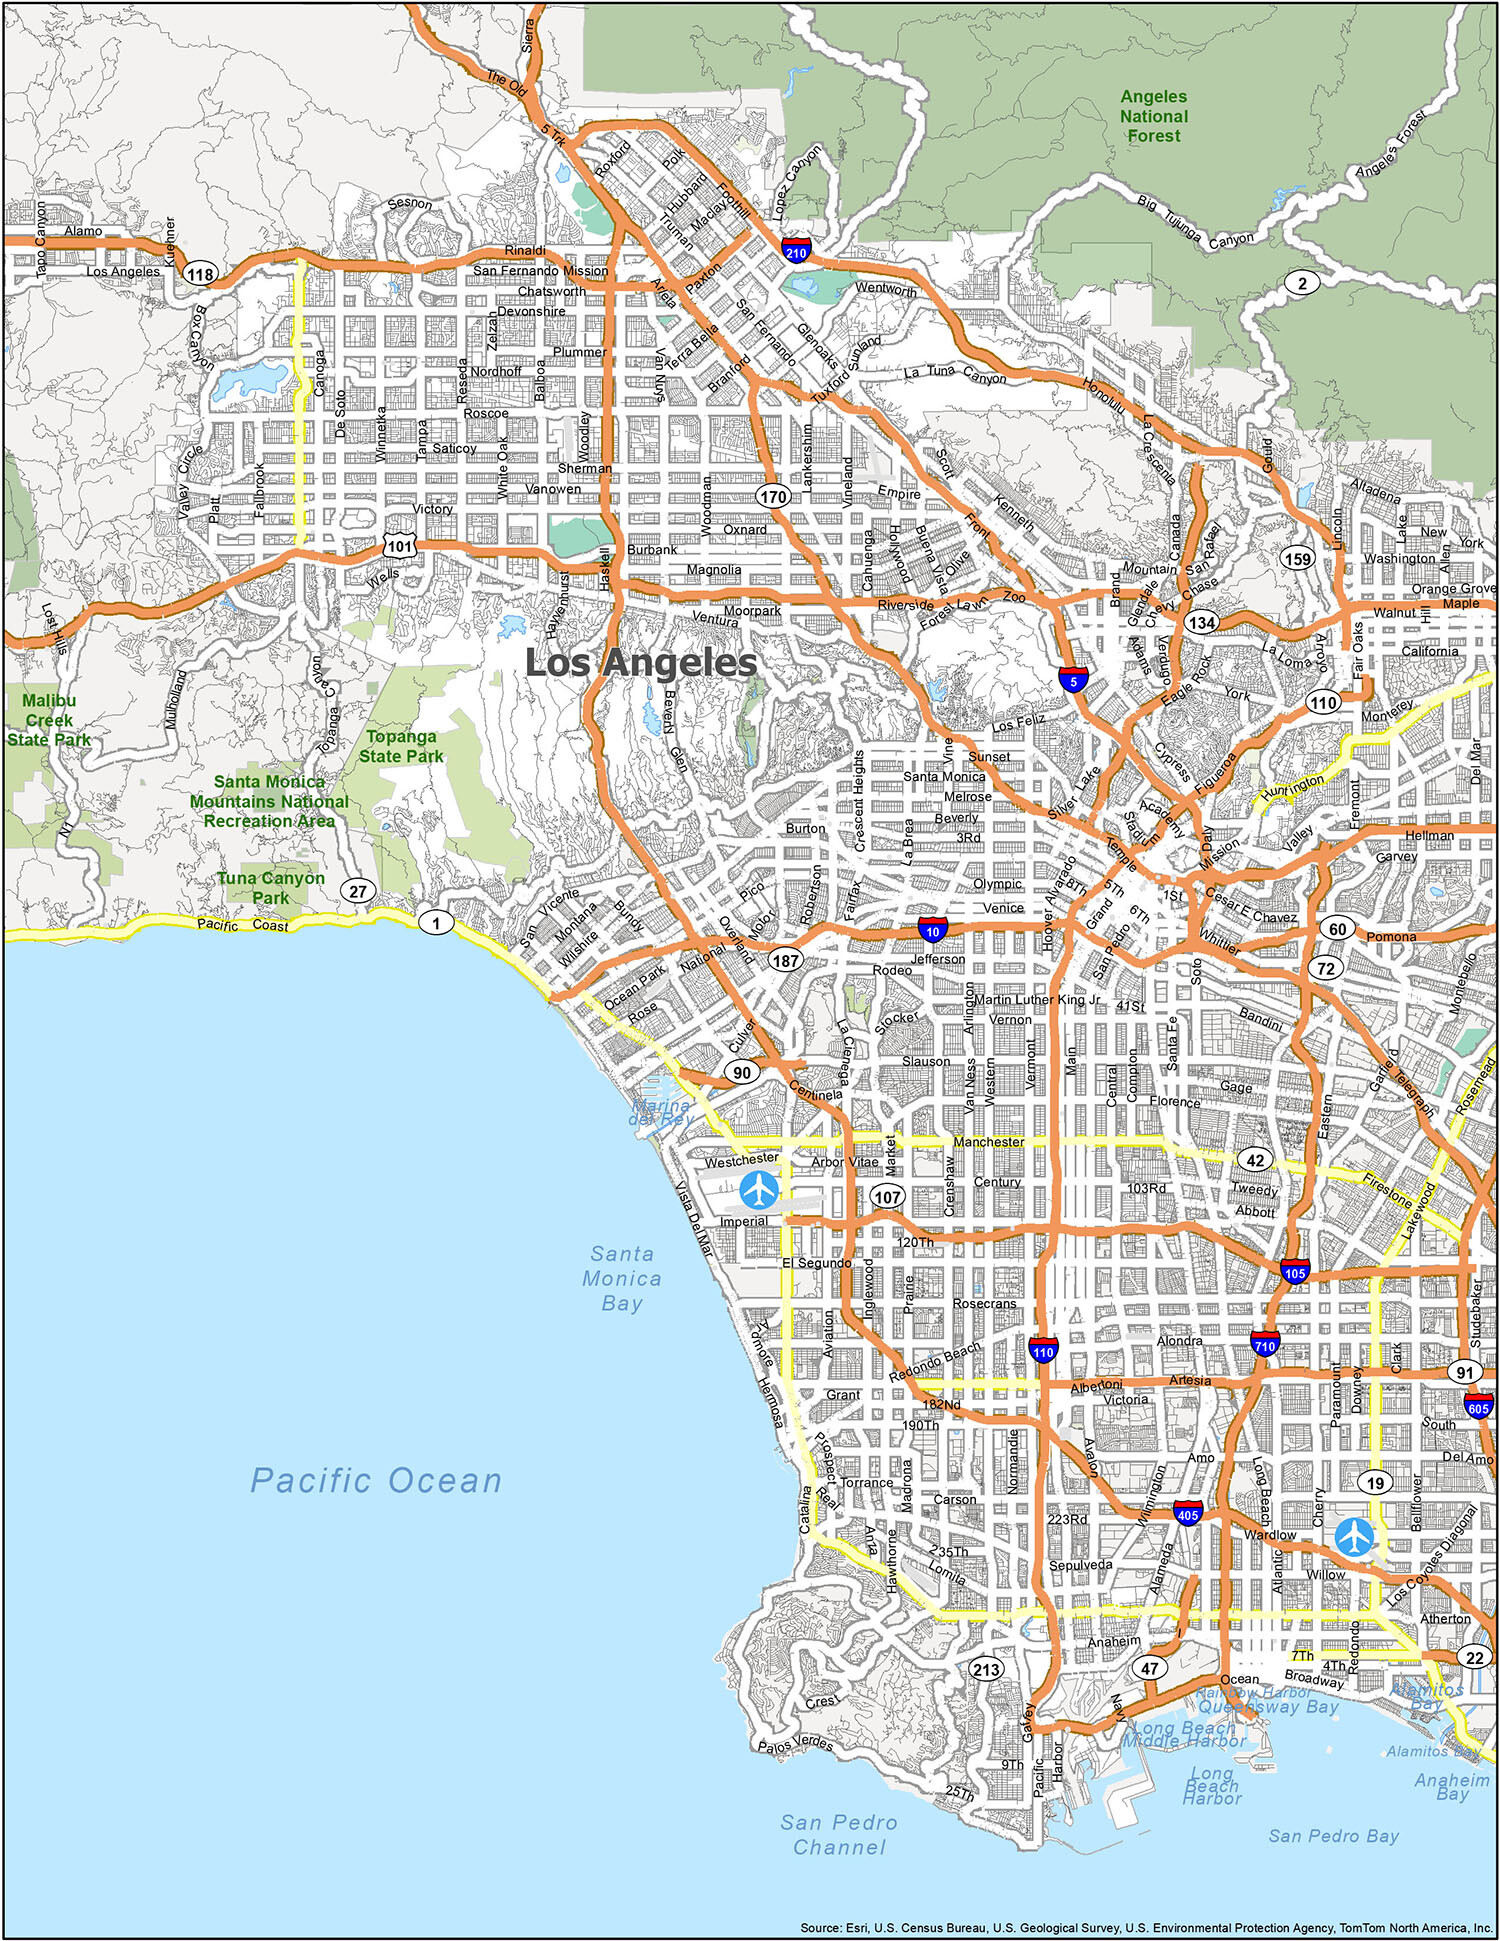 Sierra
The Old
5 Trk
Angeles
National
Forest
Angeles Forest
Roxford
Polk
Hubbard
Maclay
Truman
Foothill
Lopez Canyon
Big Tujunga Canyon
Sesnon
Tapo Canyon
Alamo
Kuehner
Los Angeles
118
Rinaldi
San Fernando Mission
Chatsworth
Devonshire
Zelzah
Arleta
Paxton
210
Wentworth
2
Box Canyon
Canoga
De Soto
Winnetka
Tampa
Reseda
Nordhoff
Plummer
Balboa
Roscoe
Woodley
Van Nuys
Terra Bella
Branford
San Fernando
Glenoaks
Sunland
Tuxford
La Tuna Canyon
Honolulu
La Crescenta
Gould
Saticoy
White Oak
Sherman
Vanowen
Victory
Valley Circle
Platt
Fallbrook
Woodman
170
Lankershim
Vineland
Empire
Scott
Kenneth
Front
Altadena
Lincoln
Lake
New
York
Allen
Washington
159
101
Wells
Haskell
Burbank
Oxnard
Magnolia
Cahuenga
Hollywood
Buena Vista
Olive
Canada
San Rafael
Mountain
Brand
Glendale
Chevy Chase
Orange Grove
Maple
Walnut
Hill
Lost Hills
Hayvenhurst
Moorpark
Ventura
Riverside
Forest Lawn
Zoo
134
Adams
Verdugo
La Loma
Arroyo
Fair Oaks
California
Los Angeles
Malibu
Creek
State Park
Mulholland
Topanga Canyon
Topanga
State Park
Beverly
Glen
5
Eagle Rock
York
110
Monterey
Los Feliz
Vine
Sunset
Santa Monica
Melrose
Beverly
3Rd
Crescent Heights
La Brea
Burton
Silver Lake
Cypress
Figueroa
Huntington
Fremont
Del Mar
Santa Monica
Mountains National
Recreation Area
N1
Academy
Stadium
Temple
Daly
Mission
Valley
Hellman
Garvey
Tuna Canyon
Park
27
1
Pacific Coast
San Vicente
Montana
Wilshire
Bundy
Pico
Motor
Overland
Robertson
Fairfax
Olympic
Venice
Hoover
Alvarado
8Th
5Th
6Th
Grand
San Pedro
1St
Cesar E Chavez
Whittier
60
Pomona
72
10
187
Jefferson
Rodeo
National
Ocean Park
Rose
Soto
Montebello
Culver
La Cienega
Stocker
Arlington
Martin Luther King Jr
Vernon
41St
Santa Fe
Bandini
Slauson
90
Centinela
Van Ness
Western
Vermont
Main
Central
Compton
Florence
Gage
Garfield
Telegraph
Rosemead
Eastern
Marina
del Rey
Manchester
42
Westchester
Arbor Vitae
Market
Crenshaw
Century
103Rd
Tweedy
Abbott
Firestone
Lakewood
107
Vista Del Mar
Imperial
120Th
Santa
Monica
Bay
El Segundo
105
Inglewood
Prairie
Rosecrans
Studebaker
Aviation
Ardmore
Hermosa
Redondo Beach
110
710
Alondra
Clark
91
Albertoni
Artesia
Victoria
Paramount
Downey
605
Grant
182Nd
190Th
South
Del Amo
Pacific Ocean
Prospect
Real
Catalina
Torrance
Madrona
Carson
Normandie
Avalon
Amo
Wilmington
223Rd
405
Long Beach
Cherry
19
Bellflower
Wardlow
Atlantic
Willow
Los Coyotes Diagonal
Anza
Hawthorne
235Th
Lomita
Sepulveda
Alameda
Atherton
Anaheim
I
7Th
4Th
Redondo
Broadway
22
213
47
Ocean
Crest
Palos Verdes
Gaffey
Navy
Rainbow Harbor
Queensway Bay
Long Beach
Middle Harbor
Alamitos
Bay
Alamitos Bay
Anaheim
Bay
9Th
Pacific
Harbor
25Th
Long
Beach
Harbor
San Pedro
Channel
San Pedro Bay
Source: Esri, U.S. Census Bureau, U.S. Geological Survey, U.S. Environmental Protection Agency, TomTom North America, Inc.